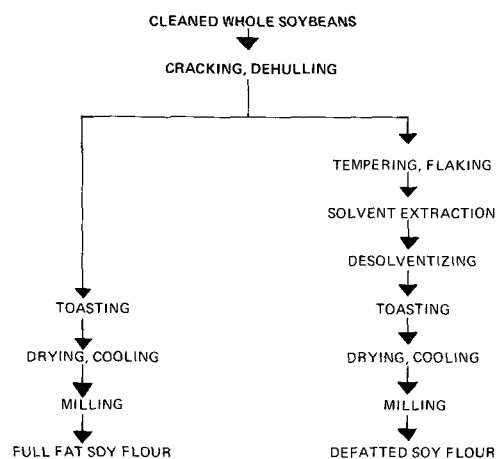 CLEANED WHOLE SOYBEANS
CRACKING, DEHULLING
TEMPERING, FLAKING
SOLVENT EXTRACTION
DESOLVENTIZING
TOASTING
TOASTING
DRYING, COOLING
DRYING, COOLING
MILLING
MILLING
FULL FAT SOY FLOUR
DEFATTED SOY FLOUR